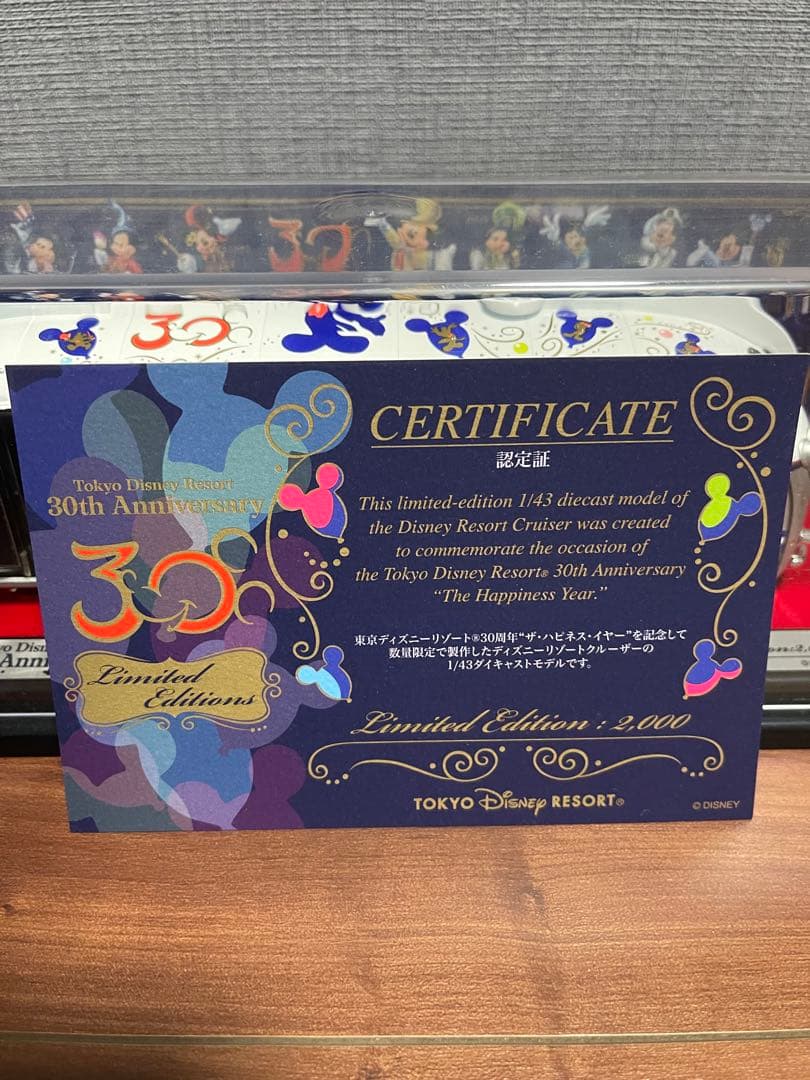 30
30
Tokyo Disney Resort
30th Anniversary
30
Limited
Editions
CERTIFICATE
認定証
This limited-edition 1/43 diecast model of
the Disney Resort Cruiser was created
to commemorate the occasion of
the Tokyo Disney Resort® 30th Anniversary
“The Happiness Year.”
東京ディズニーリゾート®30周年“ザ・ハピネス・イヤー”を記念して
数量限定で製作したディズニーリゾートクルーザーの
1/43ダイキャストモデルです。
Limited Edition : 2,000
TOKYO Disney RESORT®
© DISNEY